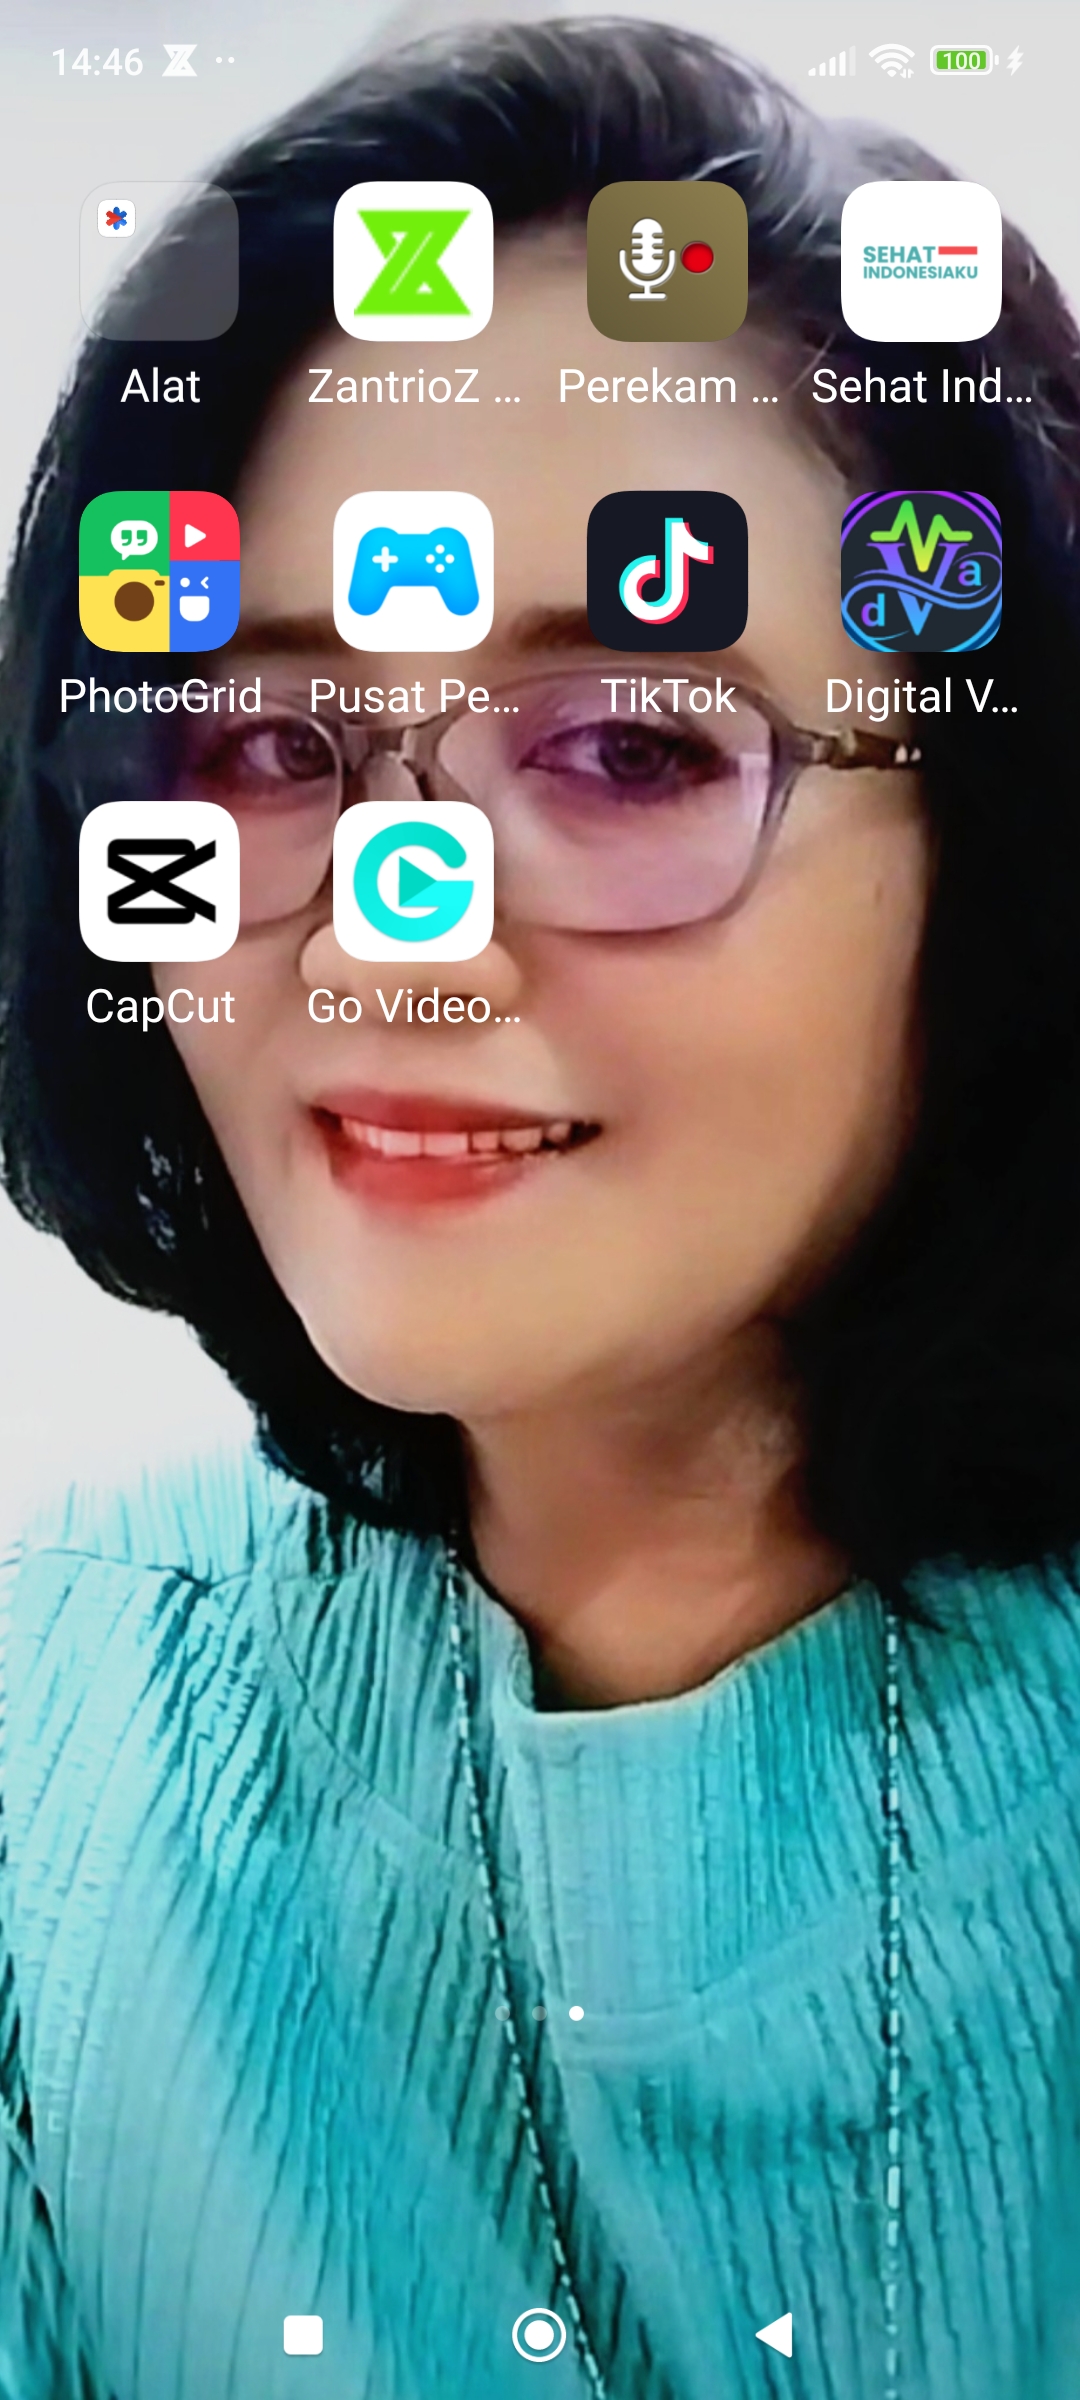 14:46
100
SEHAT
INDONESIAKU
Alat
ZantrioZ ...
Perekam ...
Sehat Ind...
a
V
d
PhotoGrid
Pusat Pe...
TikTok
Digital V...
CapCut
Go Video...